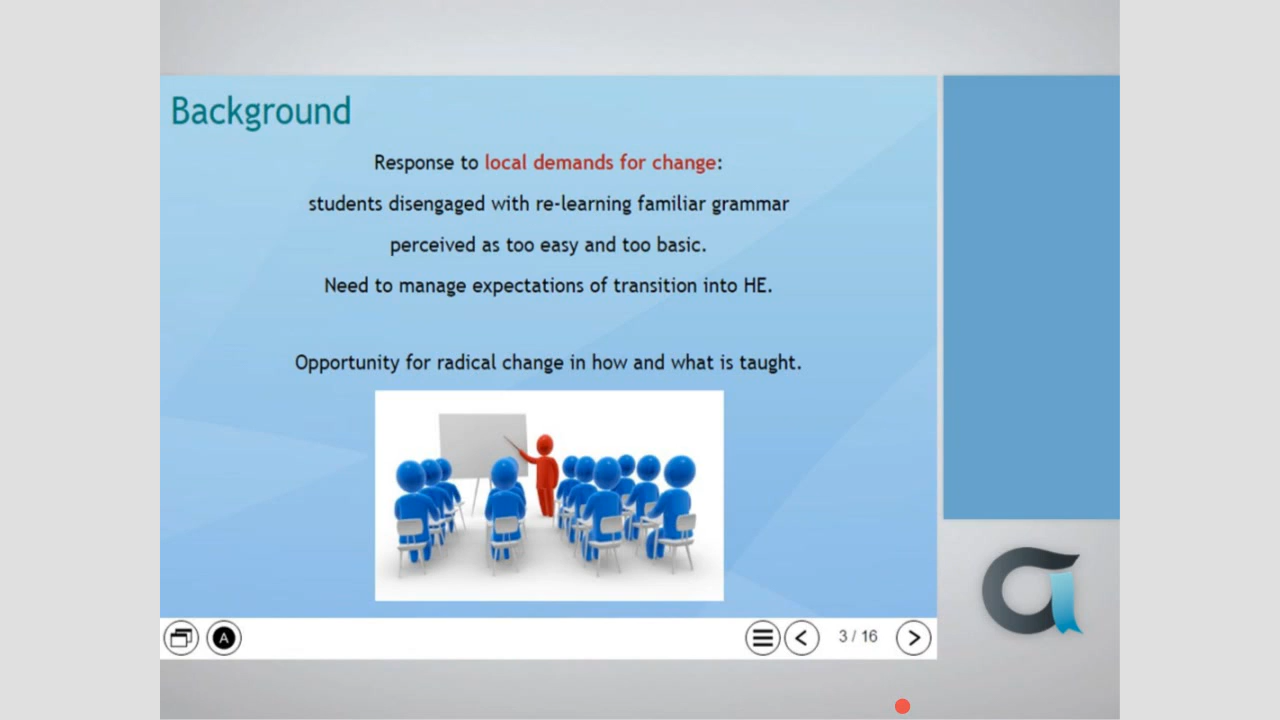 Background
Response to local demands for change:
students disengaged with re-learning familiar grammar
perceived as too easy and too basic.
Need to manage expectations of transition into HE.
Opportunity for radical change in how and what is taught.
A
3 / 16